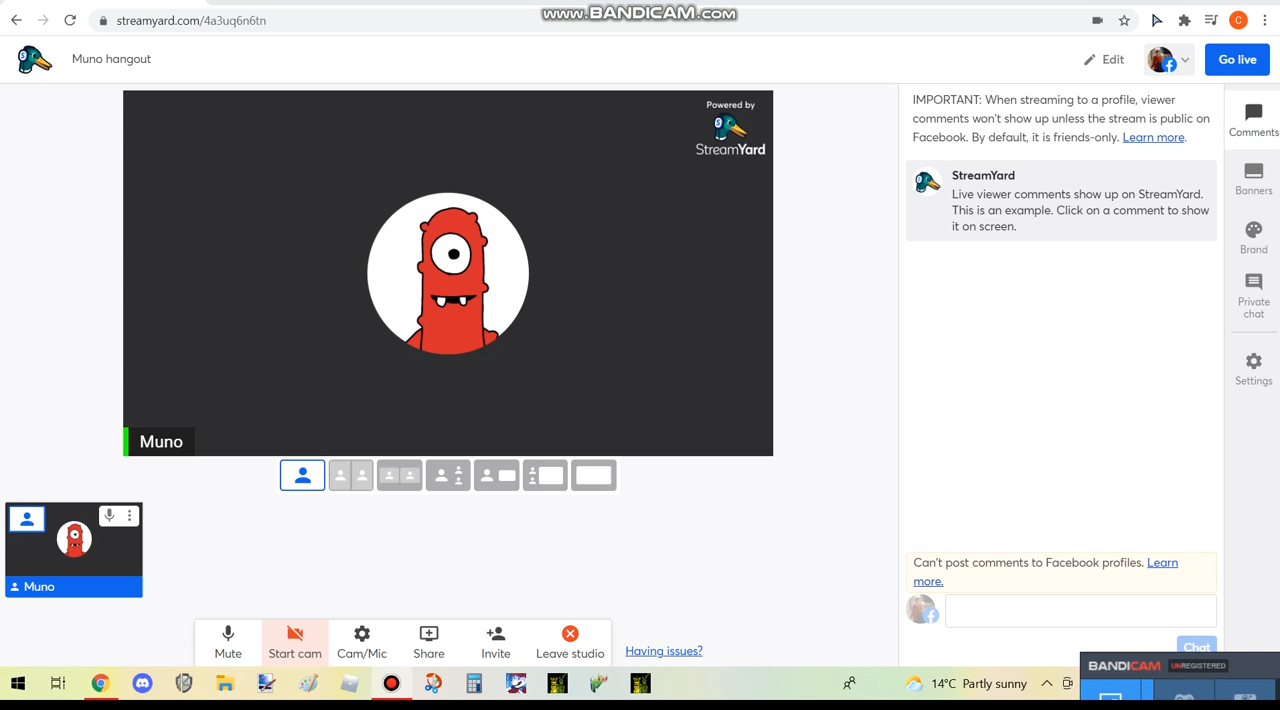 streamyard.com/4a3uq6n6tn
www.BANDICAM.com
C
Muno hangout
Edit
Go live
Powered by
StreamYard
Muno
Muno
Mute
Start cam
Cam/Mic
Share
Invite
Leave studio
Having issues?
IMPORTANT: When streaming to a profile, viewer
comments won't show up unless the stream is public on
Facebook. By default, it is friends-only. Learn more.
StreamYard
Live viewer comments show up on StreamYard.
This is an example. Click on a comment to show
it on screen.
Can't post comments to Facebook profiles. Learn
more.
Chat
Comments
Banners
Brand
Private
chat
Settings
BANDICAM UNREGISTERED
14°C Partly sunny